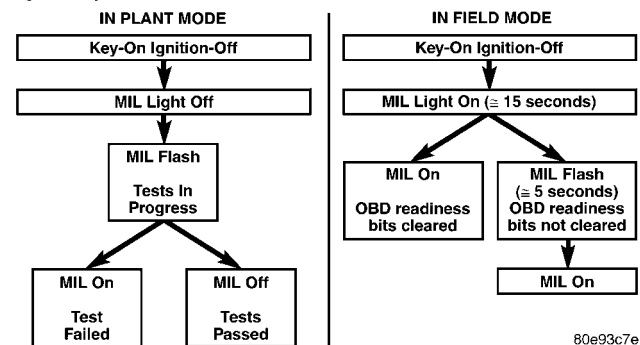 IN PLANT MODE
Key-On Ignition-Off
MIL Light Off
MIL Flash
Tests In
Progress
MIL On
Test
Failed
MIL Off
Tests
Passed
IN FIELD MODE
Key-On Ignition-Off
MIL Light On (≅ 15 seconds)
MIL On
OBD readiness
bits cleared
MIL Flash
(≅ 5 seconds)
OBD readiness
bits not cleared
MIL On
80e93c7e